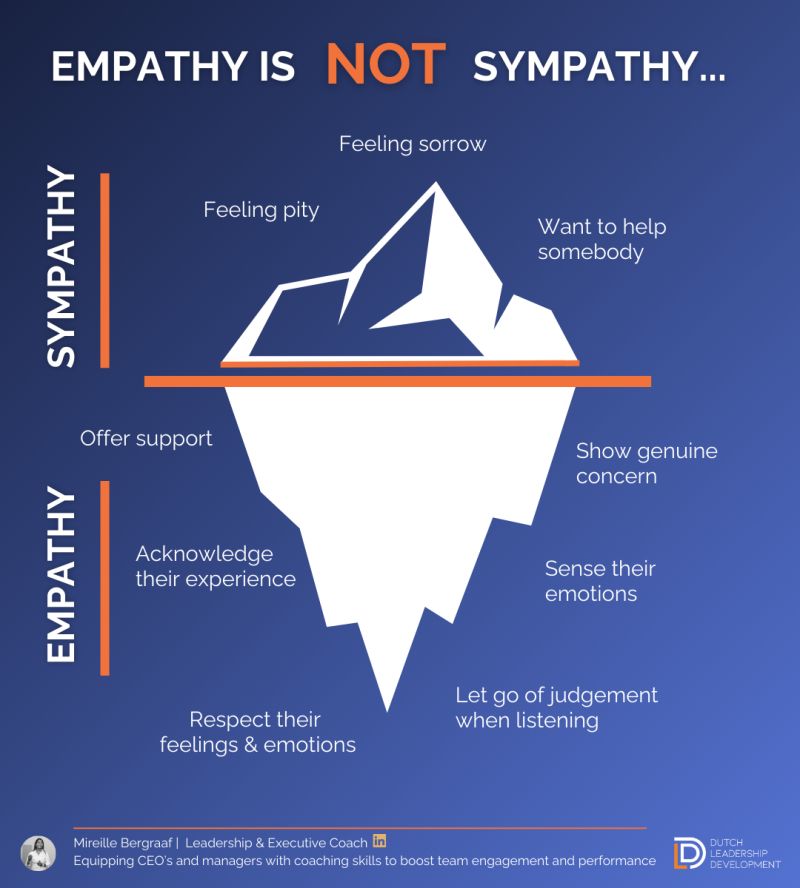 EMPATHY IS NOT SYMPATHY...
SYMPATHY
Feeling sorrow
Feeling pity
Want to help
somebody
EMPATHY
Offer support
Show genuine
concern
Acknowledge
their experience
Sense their
emotions
Respect their
feelings & emotions
Let go of judgement
when listening
Mireille Bergraaf | Leadership & Executive Coach in
Equipping CEO's and managers with coaching skills to boost team engagement and performance
DUTCH
LEADERSHIP
DEVELOPMENT